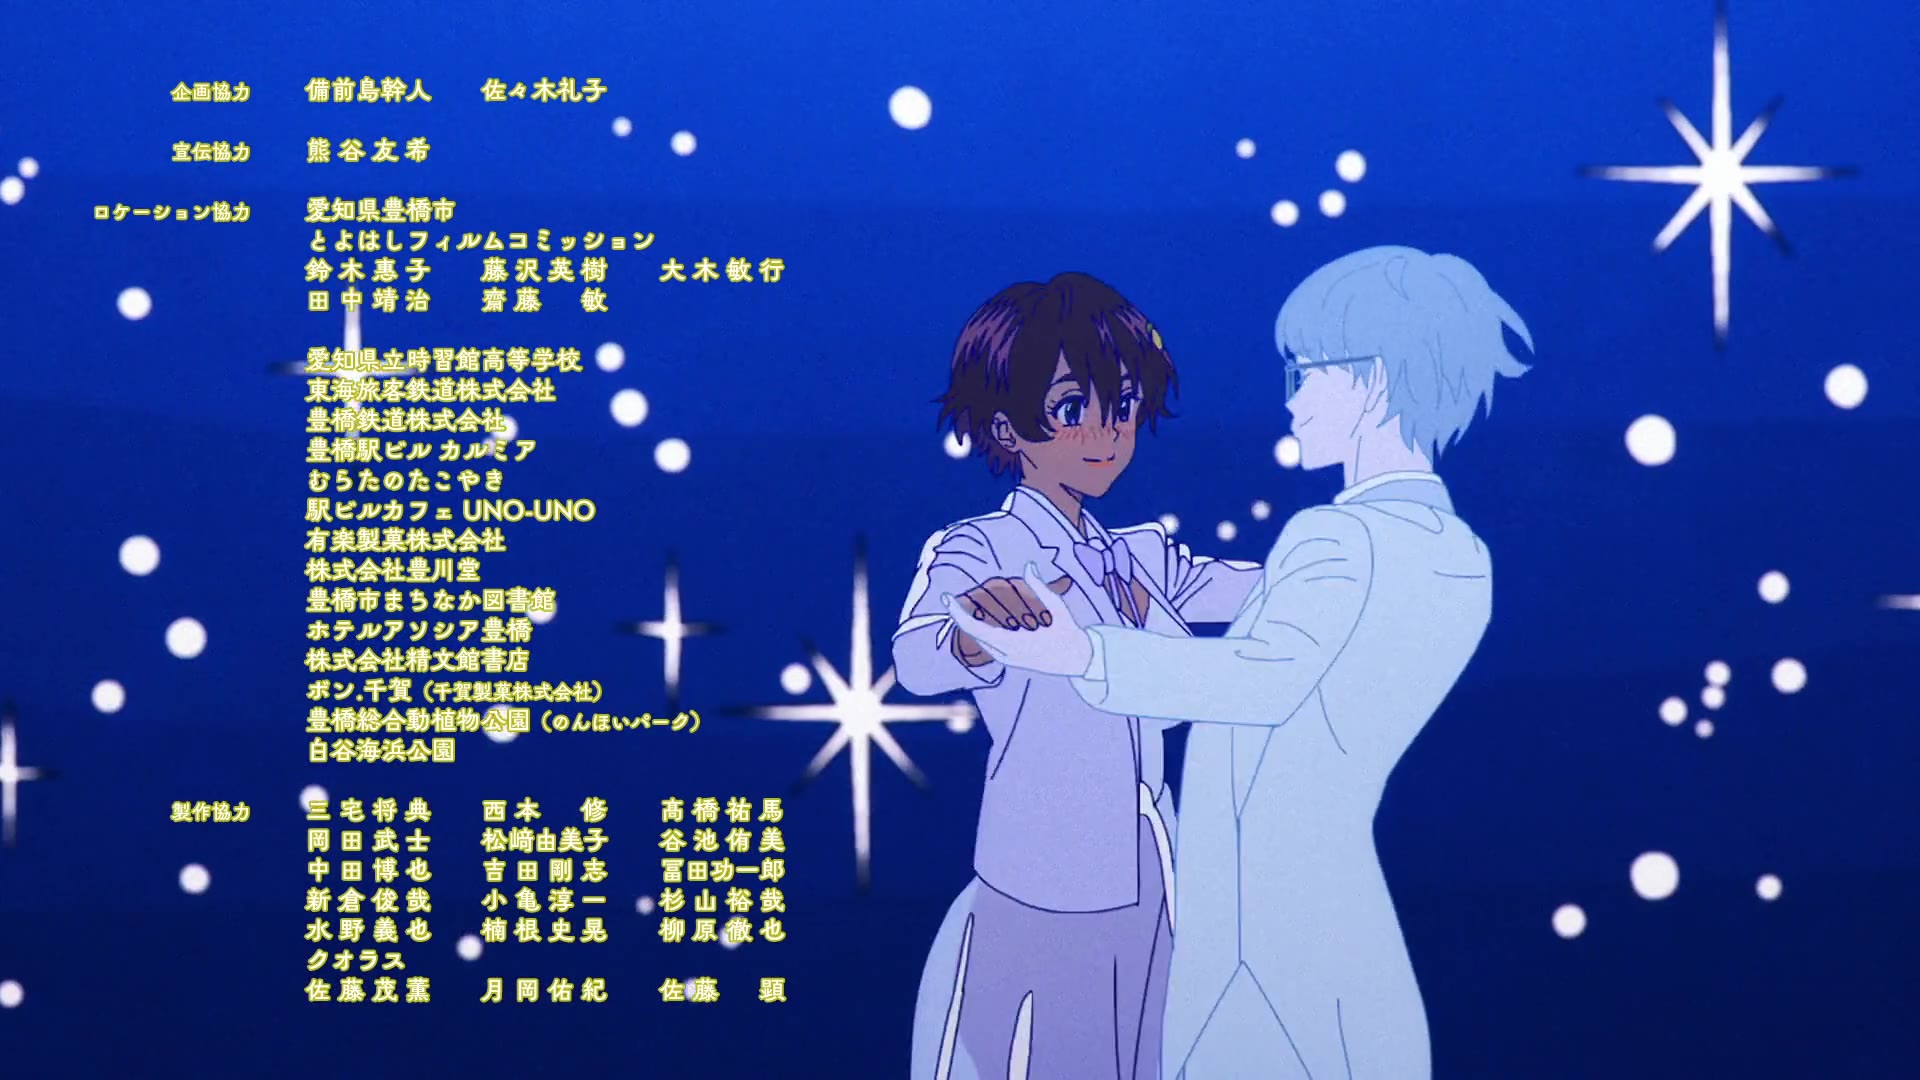 企画協力 備前島幹人 佐々木礼子
宣伝協力 熊谷友希
ロケーション協力 愛知県豊橋市
とよはしフィルムコミッション
鈴木惠子 藤沢英樹 大木敏行
田中靖治 齋藤敏
愛知県立時習館高等学校
東海旅客鉄道株式会社
豊橋鉄道株式会社
豊橋駅ビル カルミア
むらたのたこやき
駅ビルカフェ UNO-UNO
有楽製菓株式会社
株式会社豊川堂
豊橋市まちなか図書館
ホテルアソシア豊橋
株式会社精文館書店
ボン.千賀（千賀製菓株式会社）
豊橋総合動植物公園（のんほいパーク）
白谷海浜公園
製作協力 三宅将典 西本修 髙橋祐馬
岡田武士 松﨑由美子 谷池侑美
中田博也 吉田剛志 冨田功一郎
新倉俊哉 小亀淳一 杉山裕哉
水野義也 楠根史晃 柳原徹也
クオラス
佐藤茂薫 月岡佑紀 佐藤顕